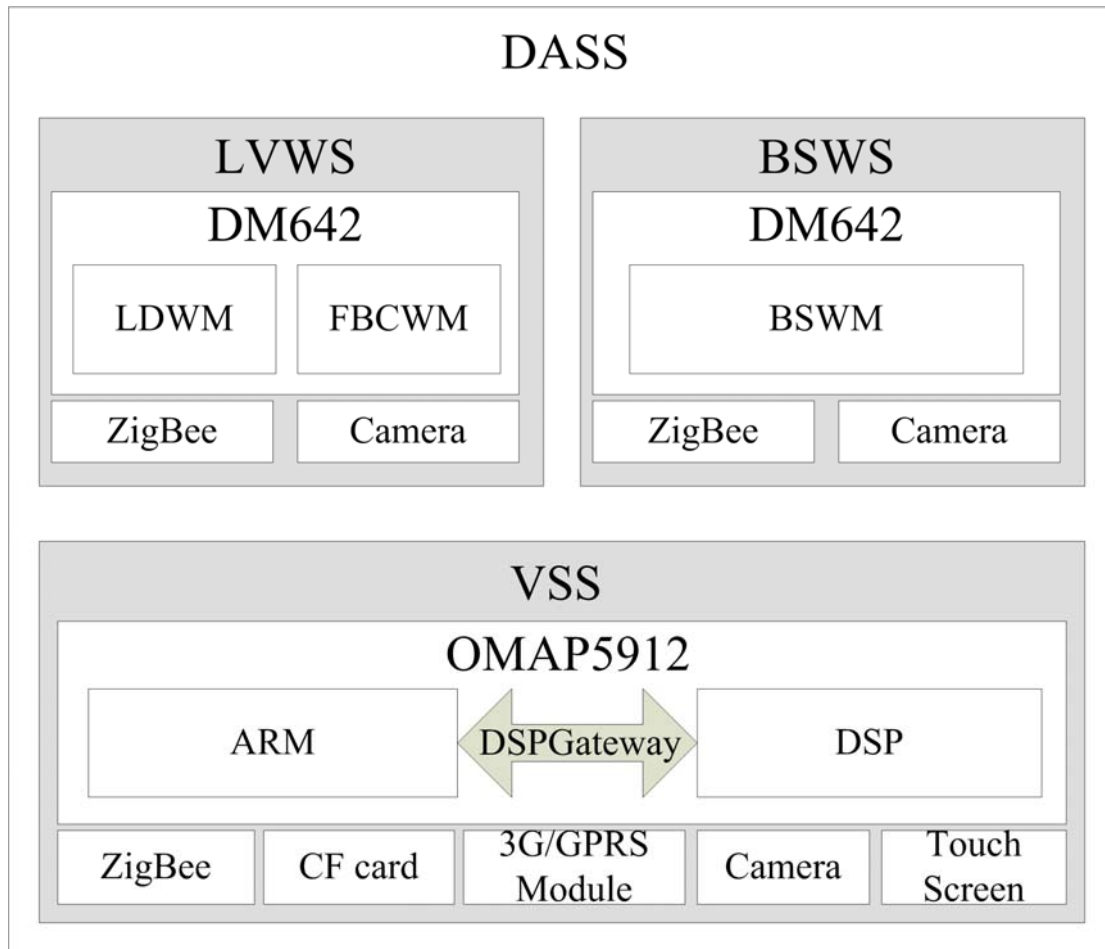 DASS
LVWS
DM642
LDWM
FBCWM
ZigBee
Camera
BSWS
DM642
BSWM
ZigBee
Camera
VSS
OMAP5912
ARM
DSPGateway
DSP
ZigBee
CF card
3G/GPRS
Module
Camera
Touch
Screen